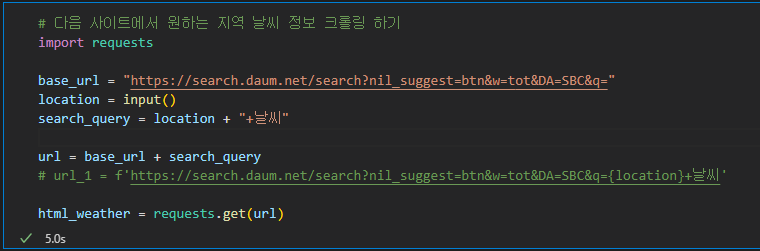 # 다음 사이트에서 원하는 지역 날씨 정보 크롤링 하기
import requests
base_url = "https://search.daum.net/search?nil_suggest=btn&w=tot&DA=SBC&q="
location = input()
search_query = location + "+날씨"
url = base_url + search_query
# url_1 = f'https://search.daum.net/search?nil_suggest=btn&w=tot&DA=SBC&q={location}+날씨'
html_weather = requests.get(url)
✓ 5.0s